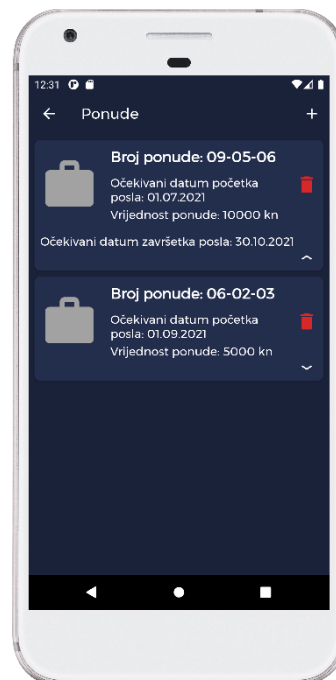 12:31
Ponude
Broj ponude: 09-05-06
Očekivani datum početka
posla: 01.07.2021
Vrijednost ponude: 10000 kn
Očekivani datum završetka posla: 30.10.2021
Broj ponude: 06-02-03
Očekivani datum početka
posla: 01.09.2021
Vrijednost ponude: 5000 kn